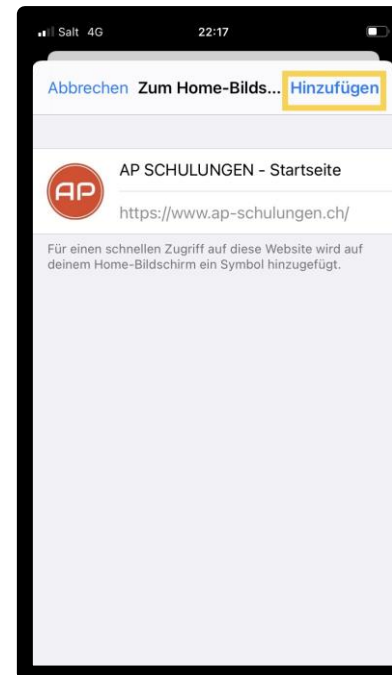 Salt 4G 22:17
Abbrechen Zum Home-Bilds... Hinzufügen
AP
AP SCHULUNGEN - Startseite
https://www.ap-schulungen.ch/
Für einen schnellen Zugriff auf diese Website wird auf
deinem Home-Bildschirm ein Symbol hinzugefügt.